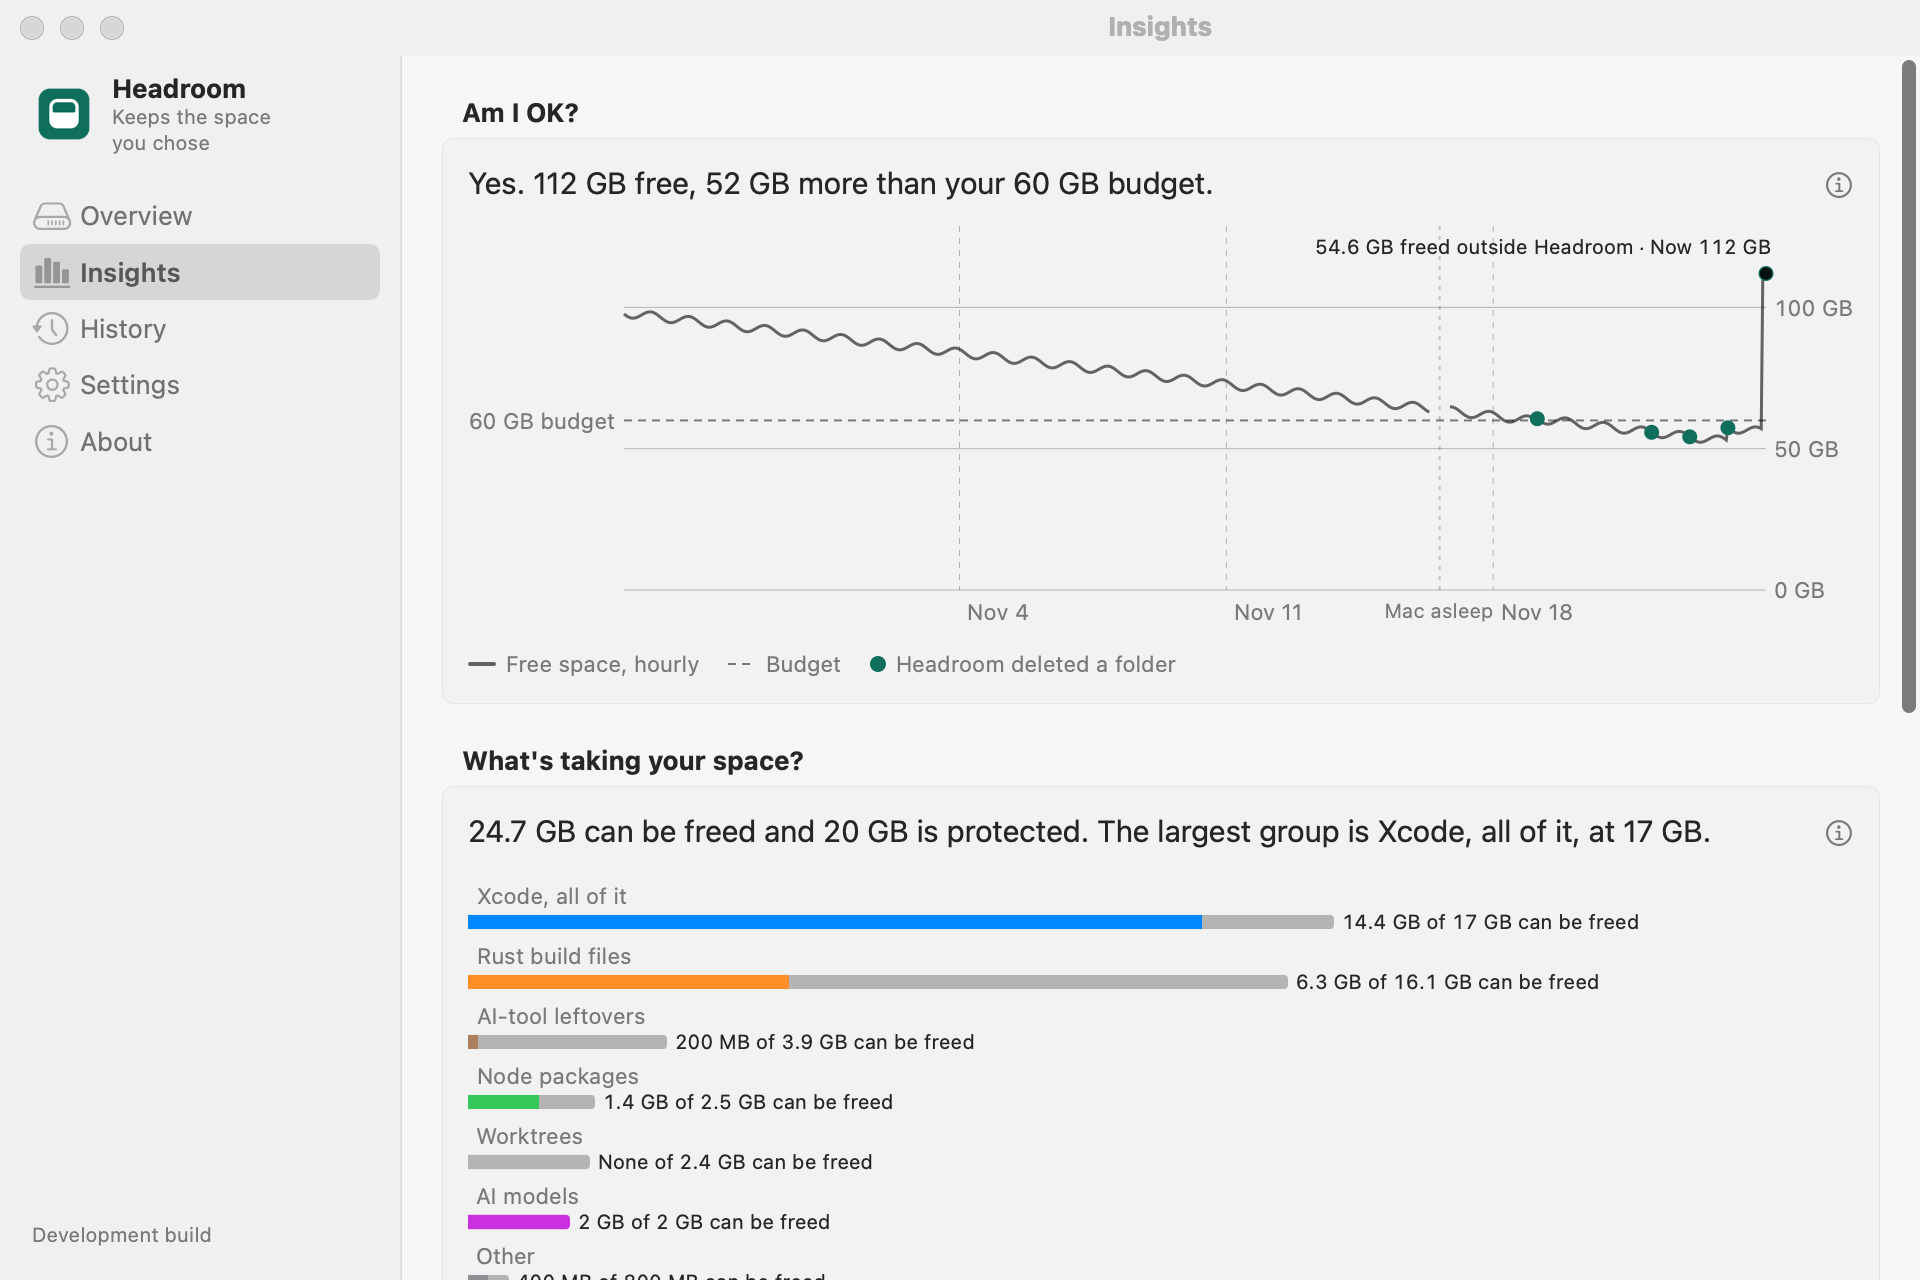 Insights
Headroom
Keeps the space
you chose
Overview
Insights
History
Settings
About
Development build
Am I OK?
Yes. 112 GB free, 52 GB more than your 60 GB budget.
54.6 GB freed outside Headroom · Now 112 GB
100 GB
60 GB budget
50 GB
0 GB
Nov 4
Nov 11
Mac asleep
Nov 18
Free space, hourly
Budget
Headroom deleted a folder
What's taking your space?
24.7 GB can be freed and 20 GB is protected. The largest group is Xcode, all of it, at 17 GB.
Xcode, all of it
14.4 GB of 17 GB can be freed
Rust build files
6.3 GB of 16.1 GB can be freed
AI-tool leftovers
200 MB of 3.9 GB can be freed
Node packages
1.4 GB of 2.5 GB can be freed
Worktrees
None of 2.4 GB can be freed
AI models
2 GB of 2 GB can be freed
Other
400 MB of 800 MB can be freed